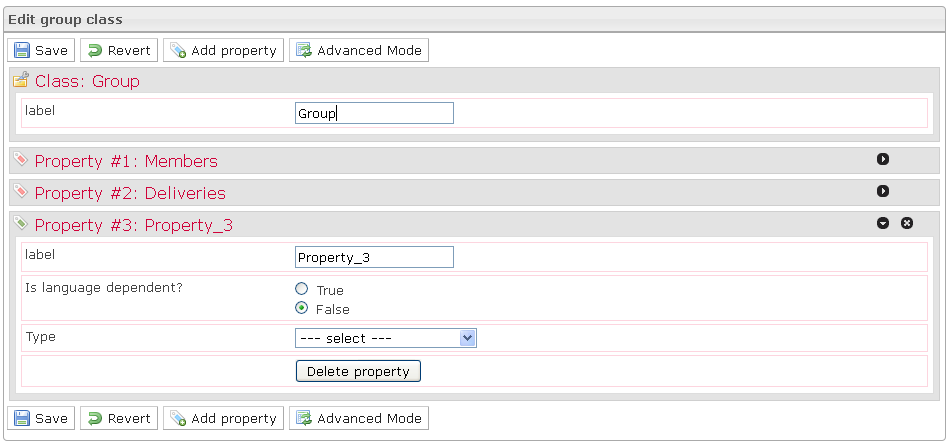 Edit group class
Save Revert Add property Advanced Mode
Class: Group
label Group
Property #1: Members
Property #2: Deliveries
Property #3: Property_3
label Property_3
Is language dependent? True
False
Type --- select ---
Delete property
Save Revert Add property Advanced Mode